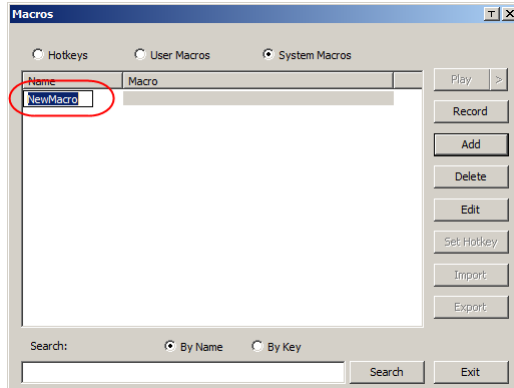 Macros
Hotkeys User Macros System Macros
Name Macro Play >
NewMacro
Record
Add
Delete
Edit
Set Hotkey
Import
Export
Search: By Name By Key
Search Exit